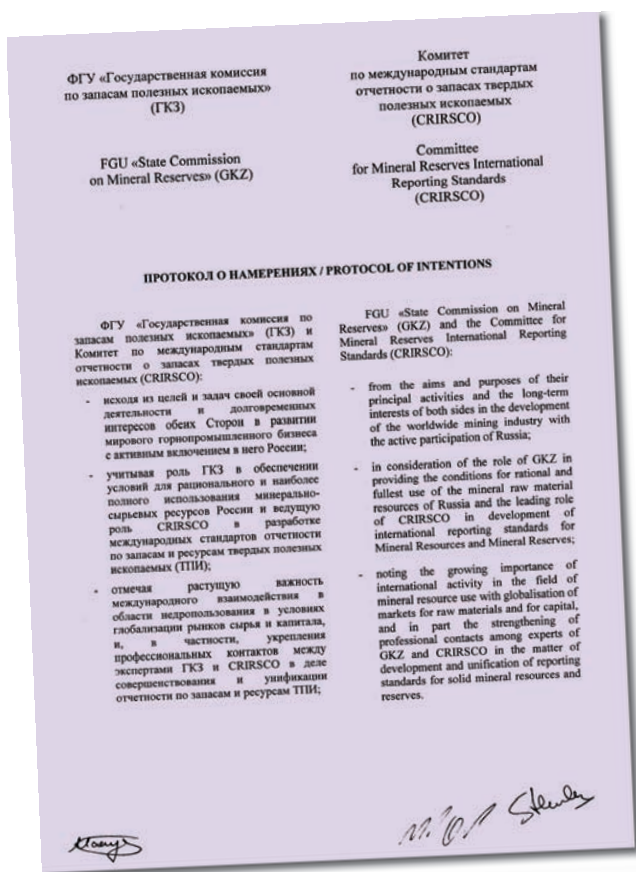 ФГУ «Государственная комиссия
по запасам полезных ископаемых»
(ГКЗ)
FGU «State Commission
on Mineral Reserves» (GKZ)
Комитет
по международным стандартам
отчетности о запасах твердых
полезных ископаемых
(CRIRSCO)
Committee
for Mineral Reserves International
Reporting Standards
(CRIRSCO)
ПРОТОКОЛ О НАМЕРЕНИЯХ / PROTOCOL OF INTENTIONS
ФГУ «Государственная комиссия по
запасам полезных ископаемых» (ГКЗ) и
Комитет по международным стандартам
отчетности о запасах твердых полезных
ископаемых (CRIRSCO):
- исходя из целей и задач своей основной
деятельности и долговременных
интересов обеих Сторон в развитии
мирового горнопромышленного бизнеса
с активным включением в него России;
- учитывая роль ГКЗ в обеспечении
условий для рационального и наиболее
полного использования минерально-
сырьевых ресурсов России и ведущую
роль CRIRSCO в разработке
международных стандартов отчетности
по запасам и ресурсам твердых полезных
ископаемых (ТПИ);
- отмечая растущую важность
международного взаимодействия в
области недропользования в условиях
глобализации рынков сырья и капитала,
и, в частности, укрепления
профессиональных контактов между
экспертами ГКЗ и CRIRSCO в деле
совершенствования и унификации
отчетности по запасам и ресурсам ТПИ;
FGU «State Commission on Mineral
Reserves» (GKZ) and the Committee for
Mineral Reserves International Reporting
Standards (CRIRSCO):
- from the aims and purposes of their
principal activities and the long-term
interests of both sides in the development
of the worldwide mining industry with
the active participation of Russia;
- in consideration of the role of GKZ in
providing the conditions for rational and
fullest use of the mineral raw material
resources of Russia and the leading role
of CRIRSCO in development of
international reporting standards for
Mineral Resources and Mineral Reserves;
- noting the growing importance of
international activity in the field of
mineral resource use with globalisation of
markets for raw materials and for capital,
and in part the strengthening of
professional contacts among experts of
GKZ and CRIRSCO in the matter of
development and unification of reporting
standards for solid mineral resources and
reserves.